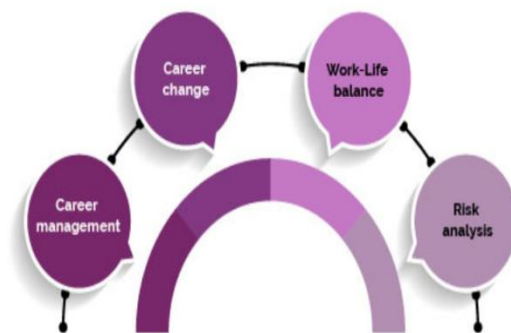 Career
change
Work-Life
balance
Career
management
Risk
analysis